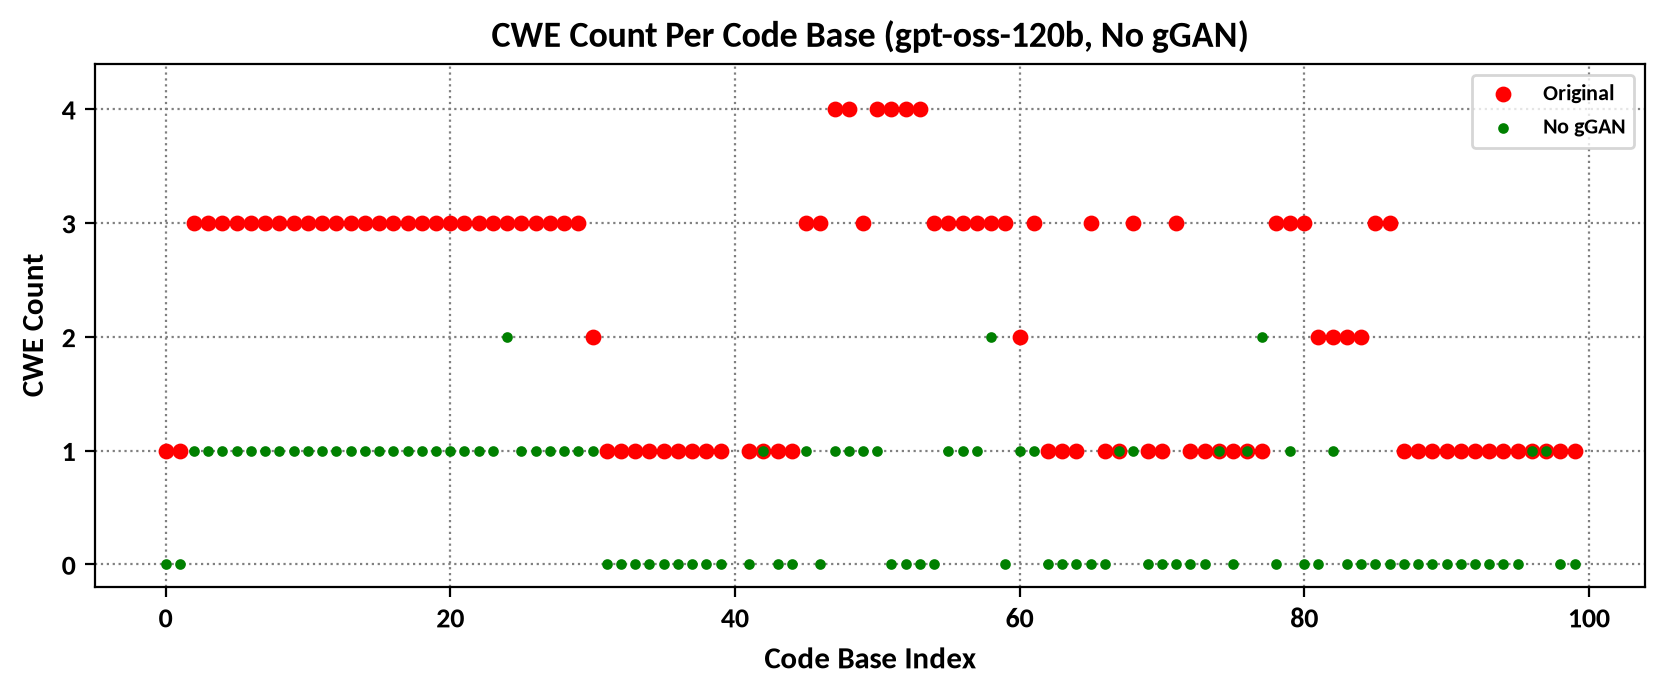 CWE Count Per Code Base (gpt-oss-120b, No gGAN)
Original
No gGAN
CWE Count
4
3
2
1
0
0 20 40 60 80 100
Code Base Index